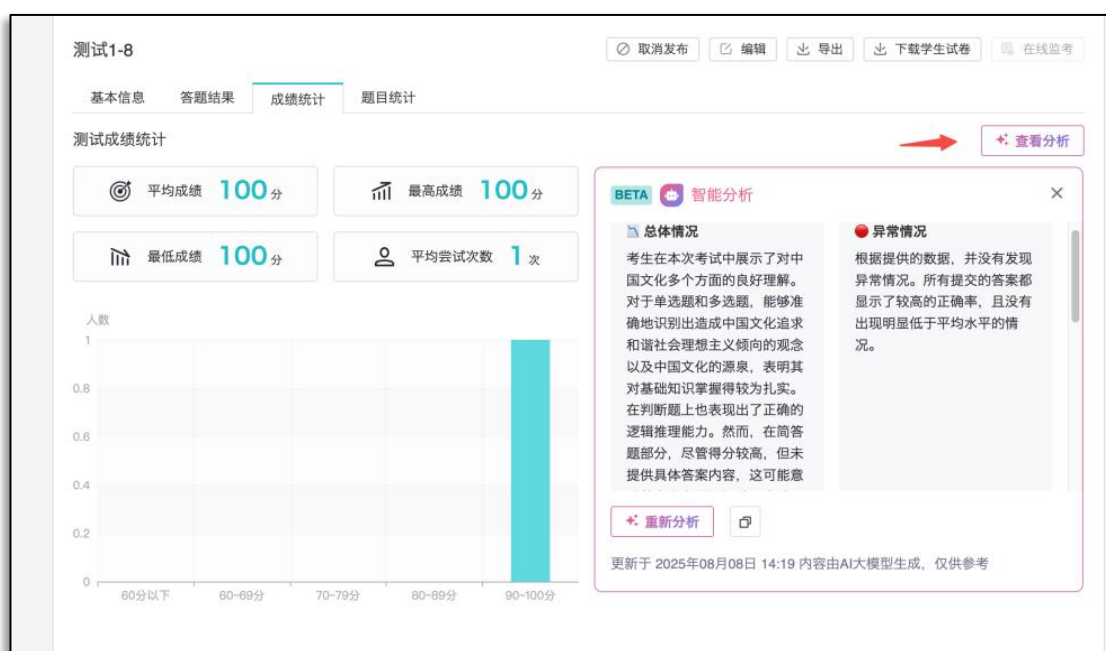 测试1-8
取消发布 编辑 导出 下载学生试卷 在线监考
基本信息 答题结果 成绩统计 题目统计
测试成绩统计
查看分析
平均成绩 100 分
最高成绩 100 分
最低成绩 100 分
平均尝试次数 1 次
人数
1
0.8
0.6
0.4
0.2
0
60分以下 60-69分 70-79分 80-89分 90-100分
BETA 智能分析
总体情况
考生在本次考试中展示了对中
国文化多个方面的良好理解。
对于单选题和多选题，能够准
确地识别出造成中国文化追求
和谐社会理想主义倾向的观念
以及中国文化的源泉，表明其
对基础知识掌握得较为扎实。
在判断题上也表现出了正确的
逻辑推理能力。然而，在简答
题部分，尽管得分较高，但未
提供具体答案内容，这可能意
异常情况
根据提供的数据，并没有发现
异常情况。所有提交的答案都
显示了较高的正确率，且没有
出现明显低于平均水平的情
况。
重新分析
更新于 2025年08月08日 14:19 内容由AI大模型生成，仅供参考